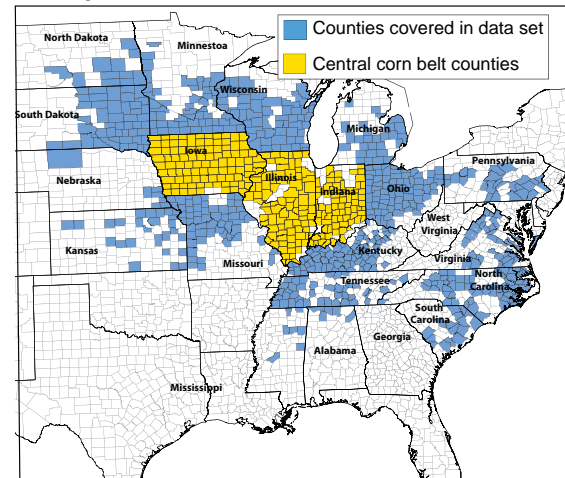 Counties covered in data set
Central corn belt counties
North Dakota
Minnestoa
Wisconsin
South Dakota
Michigan
Iowa
Pennsylvania
Nebraska
Illinois
Indiana
Ohio
West
Virginia
Kansas
Missouri
Kentucky
Virginia
Tennessee
North
Carolina
South
Carolina
Alabama
Georgia
Mississippi